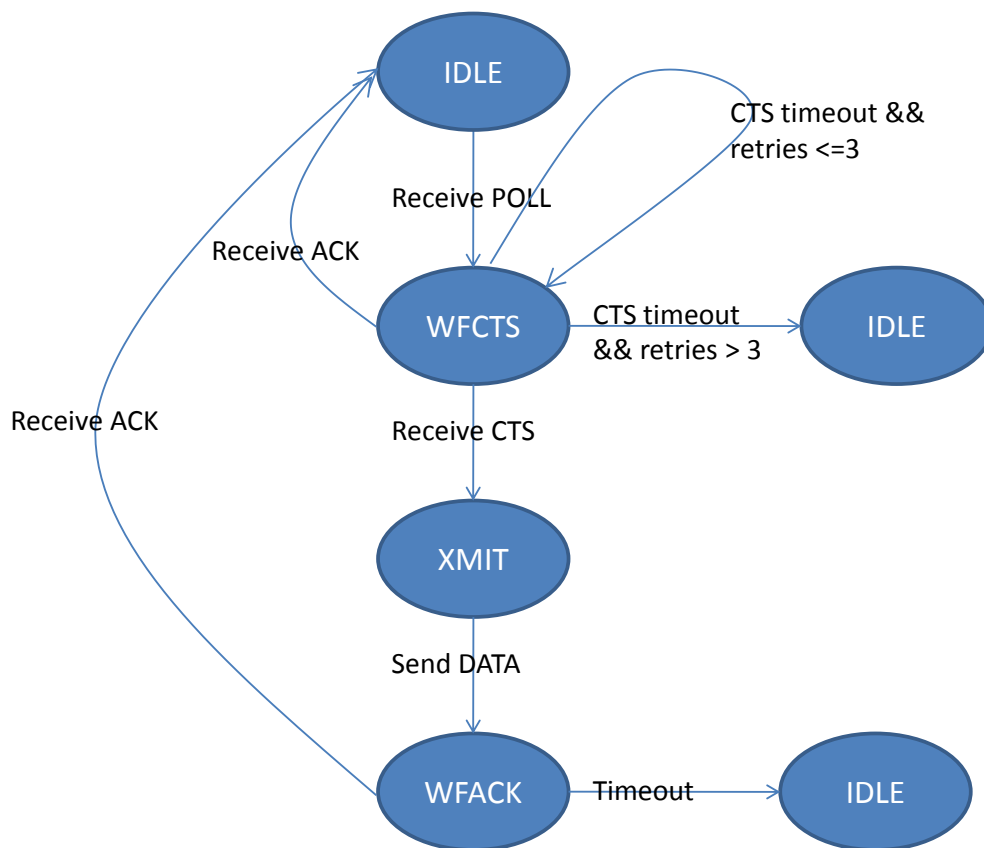 IDLE
CTS timeout &&
retries <=3
Receive POLL
Receive ACK
WFCTS
CTS timeout
&& retries > 3
IDLE
Receive ACK
Receive CTS
XMIT
Send DATA
WFACK
Timeout
IDLE